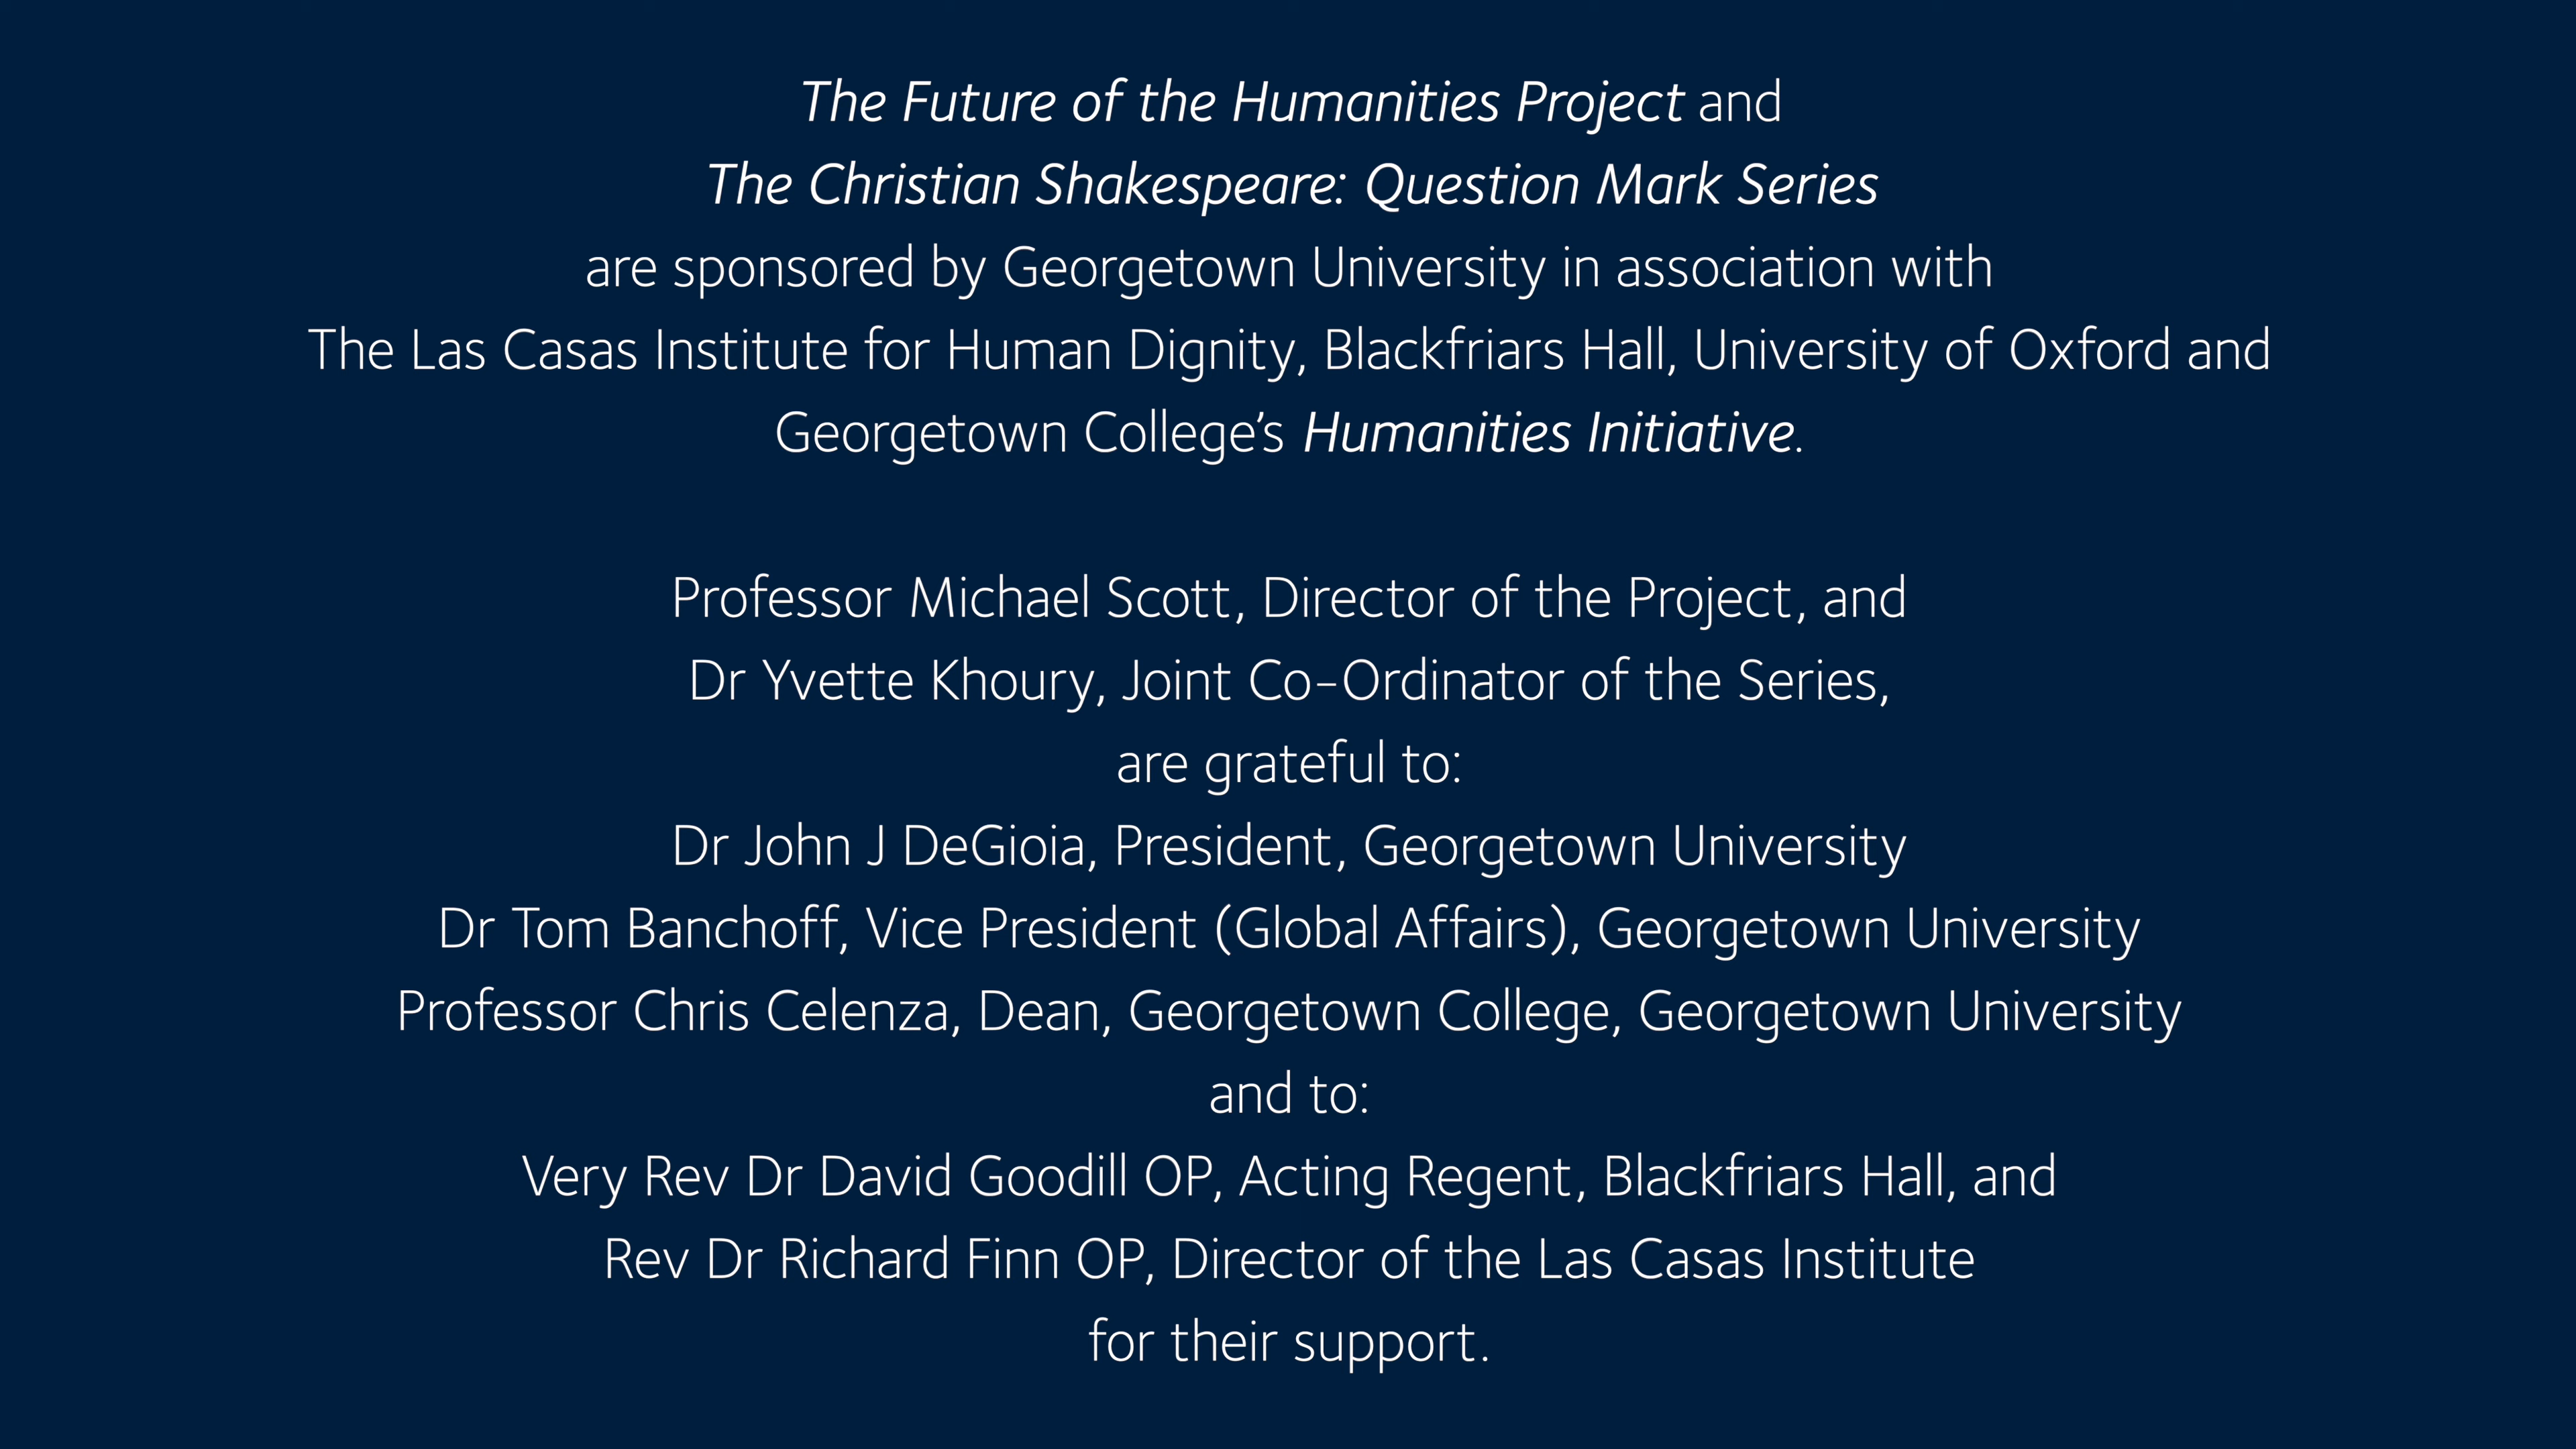 The Future of the Humanities Project and
The Christian Shakespeare: Question Mark Series
are sponsored by Georgetown University in association with
The Las Casas Institute for Human Dignity, Blackfriars Hall, University of Oxford and
Georgetown College’s Humanities Initiative.
Professor Michael Scott, Director of the Project, and
Dr Yvette Khoury, Joint Co-Ordinator of the Series,
are grateful to:
Dr John J DeGioia, President, Georgetown University
Dr Tom Banchoff, Vice President (Global Affairs), Georgetown University
Professor Chris Celenza, Dean, Georgetown College, Georgetown University
and to:
Very Rev Dr David Goodill OP, Acting Regent, Blackfriars Hall, and
Rev Dr Richard Finn OP, Director of the Las Casas Institute
for their support.